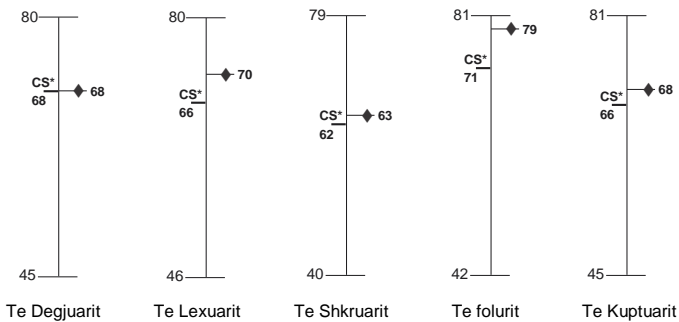 80 80 79 81 81
79
70
CS* 68 CS* CS* CS* 68
68 66 CS* 63 71 66
62
45 46 40 42 45
Te Degjuarit Te Lexuarit Te Shkruarit Te folurit Te Kuptuarit